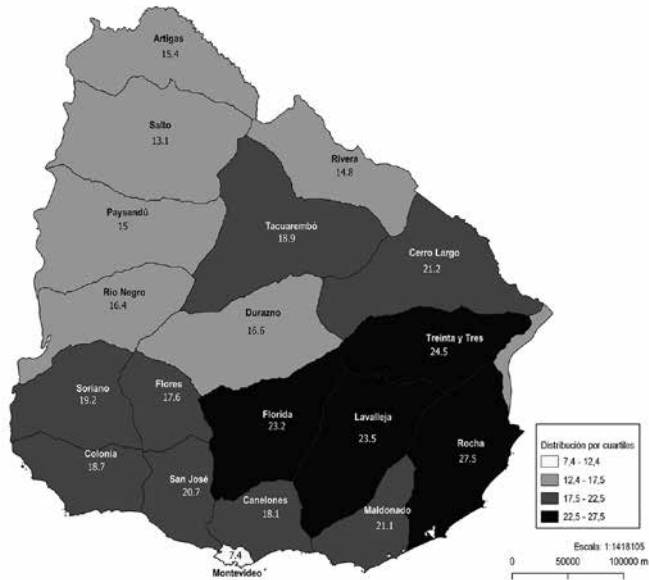 Artigas
15.4
Salto
13.1
Rivera
14.8
Paysandú
15
Tacuarembó
18.9
Cerro Largo
21.2
Río Negro
16.4
Durazno
16.6
Treinta y Tres
24.5
Soriano
19.2
Flores
17.6
Florida
23.2
Lavalleja
23.5
Rocha
27.5
Colonia
18.7
San José
20.7
Canelones
18.1
Maldonado
21.1
7.4
Montevideo
Distribución por cuartiles
7,4 - 12,4
12,4 - 17,5
17,5 - 22.5
22,5 - 27,5
Escala: 1:1418105
0 50000 100000 m